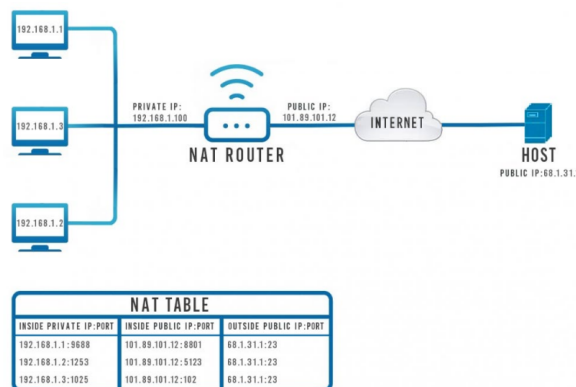 192.168.1.1
192.168.1.3
192.168.1.2
PRIVATE IP:
192.168.1.100
NAT ROUTER
PUBLIC IP:
101.89.101.12
INTERNET
HOST
PUBLIC IP:68.1.31.
NAT TABLE
INSIDE PRIVATE IP:PORT INSIDE PUBLIC IP:PORT OUTSIDE PUBLIC IP:PORT
192.168.1.1:9688 101.89.101.12:8801 68.1.31.1:23
192.168.1.2:1253 101.89.101.12:5123 68.1.31.1:23
192.168.1.3:1025 101.89.101.12:102 68.1.31.1:23